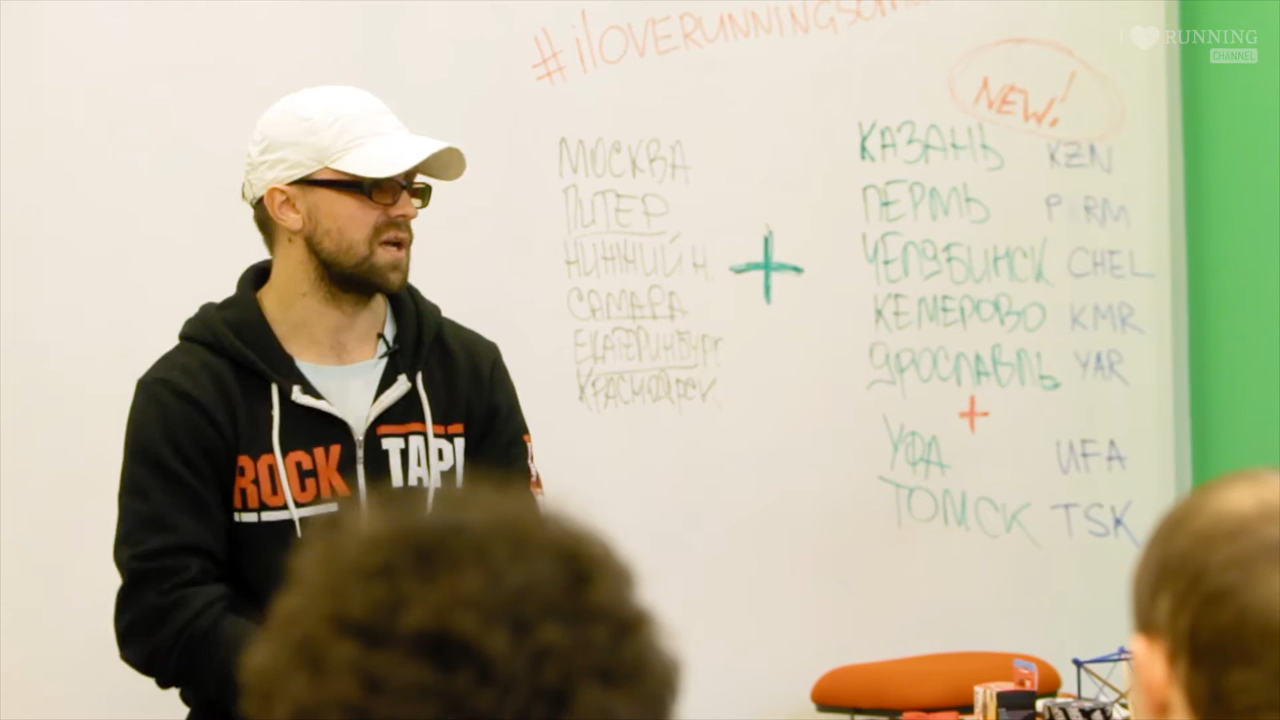 #iLOVERUNNING
I RUNNING
CHANNEL
NEW!
МОСКВА
ПИТЕР
НИЖНИЙ Н.
САМАРА
ЕКАТЕРИНБУРГ
КРАСНОЯРСК
+
КАЗАНЬ KZN
ПЕРМЬ PRM
ЧЕЛЯБИНСК CHEL
КЕМЕРОВО KMR
ЯРОСЛАВЛЬ YAR
+
УФА UFA
ТОМСК TSK
ROCK TAP